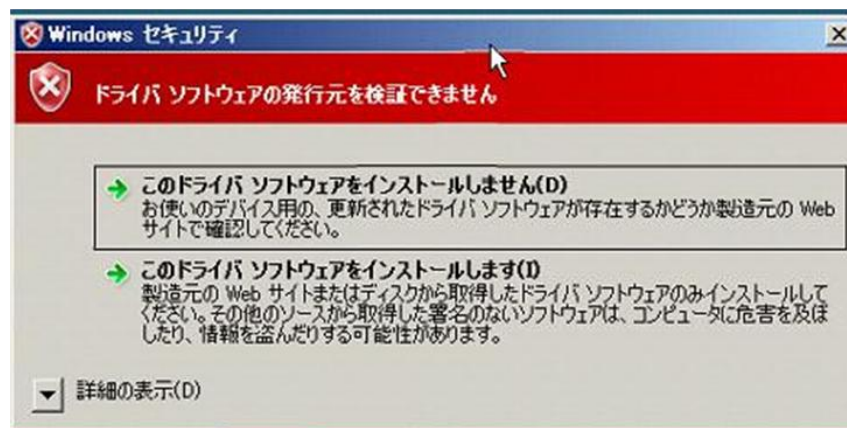 Windows セキュリティ
ドライバ ソフトウェアの発行元を検証できません
このドライバ ソフトウェアをインストールしません(D)
お使いのデバイス用の、更新されたドライバ ソフトウェアが存在するかどうか製造元の Web
サイトで確認してください。
このドライバ ソフトウェアをインストールします(I)
製造元の Web サイトまたはディスクから取得したドライバ ソフトウェアのみインストールして
ください。その他のソースから取得した署名のないソフトウェアは、コンピュータに危害を及ぼ
したり、情報を盗んだりする可能性があります。
詳細の表示(D)